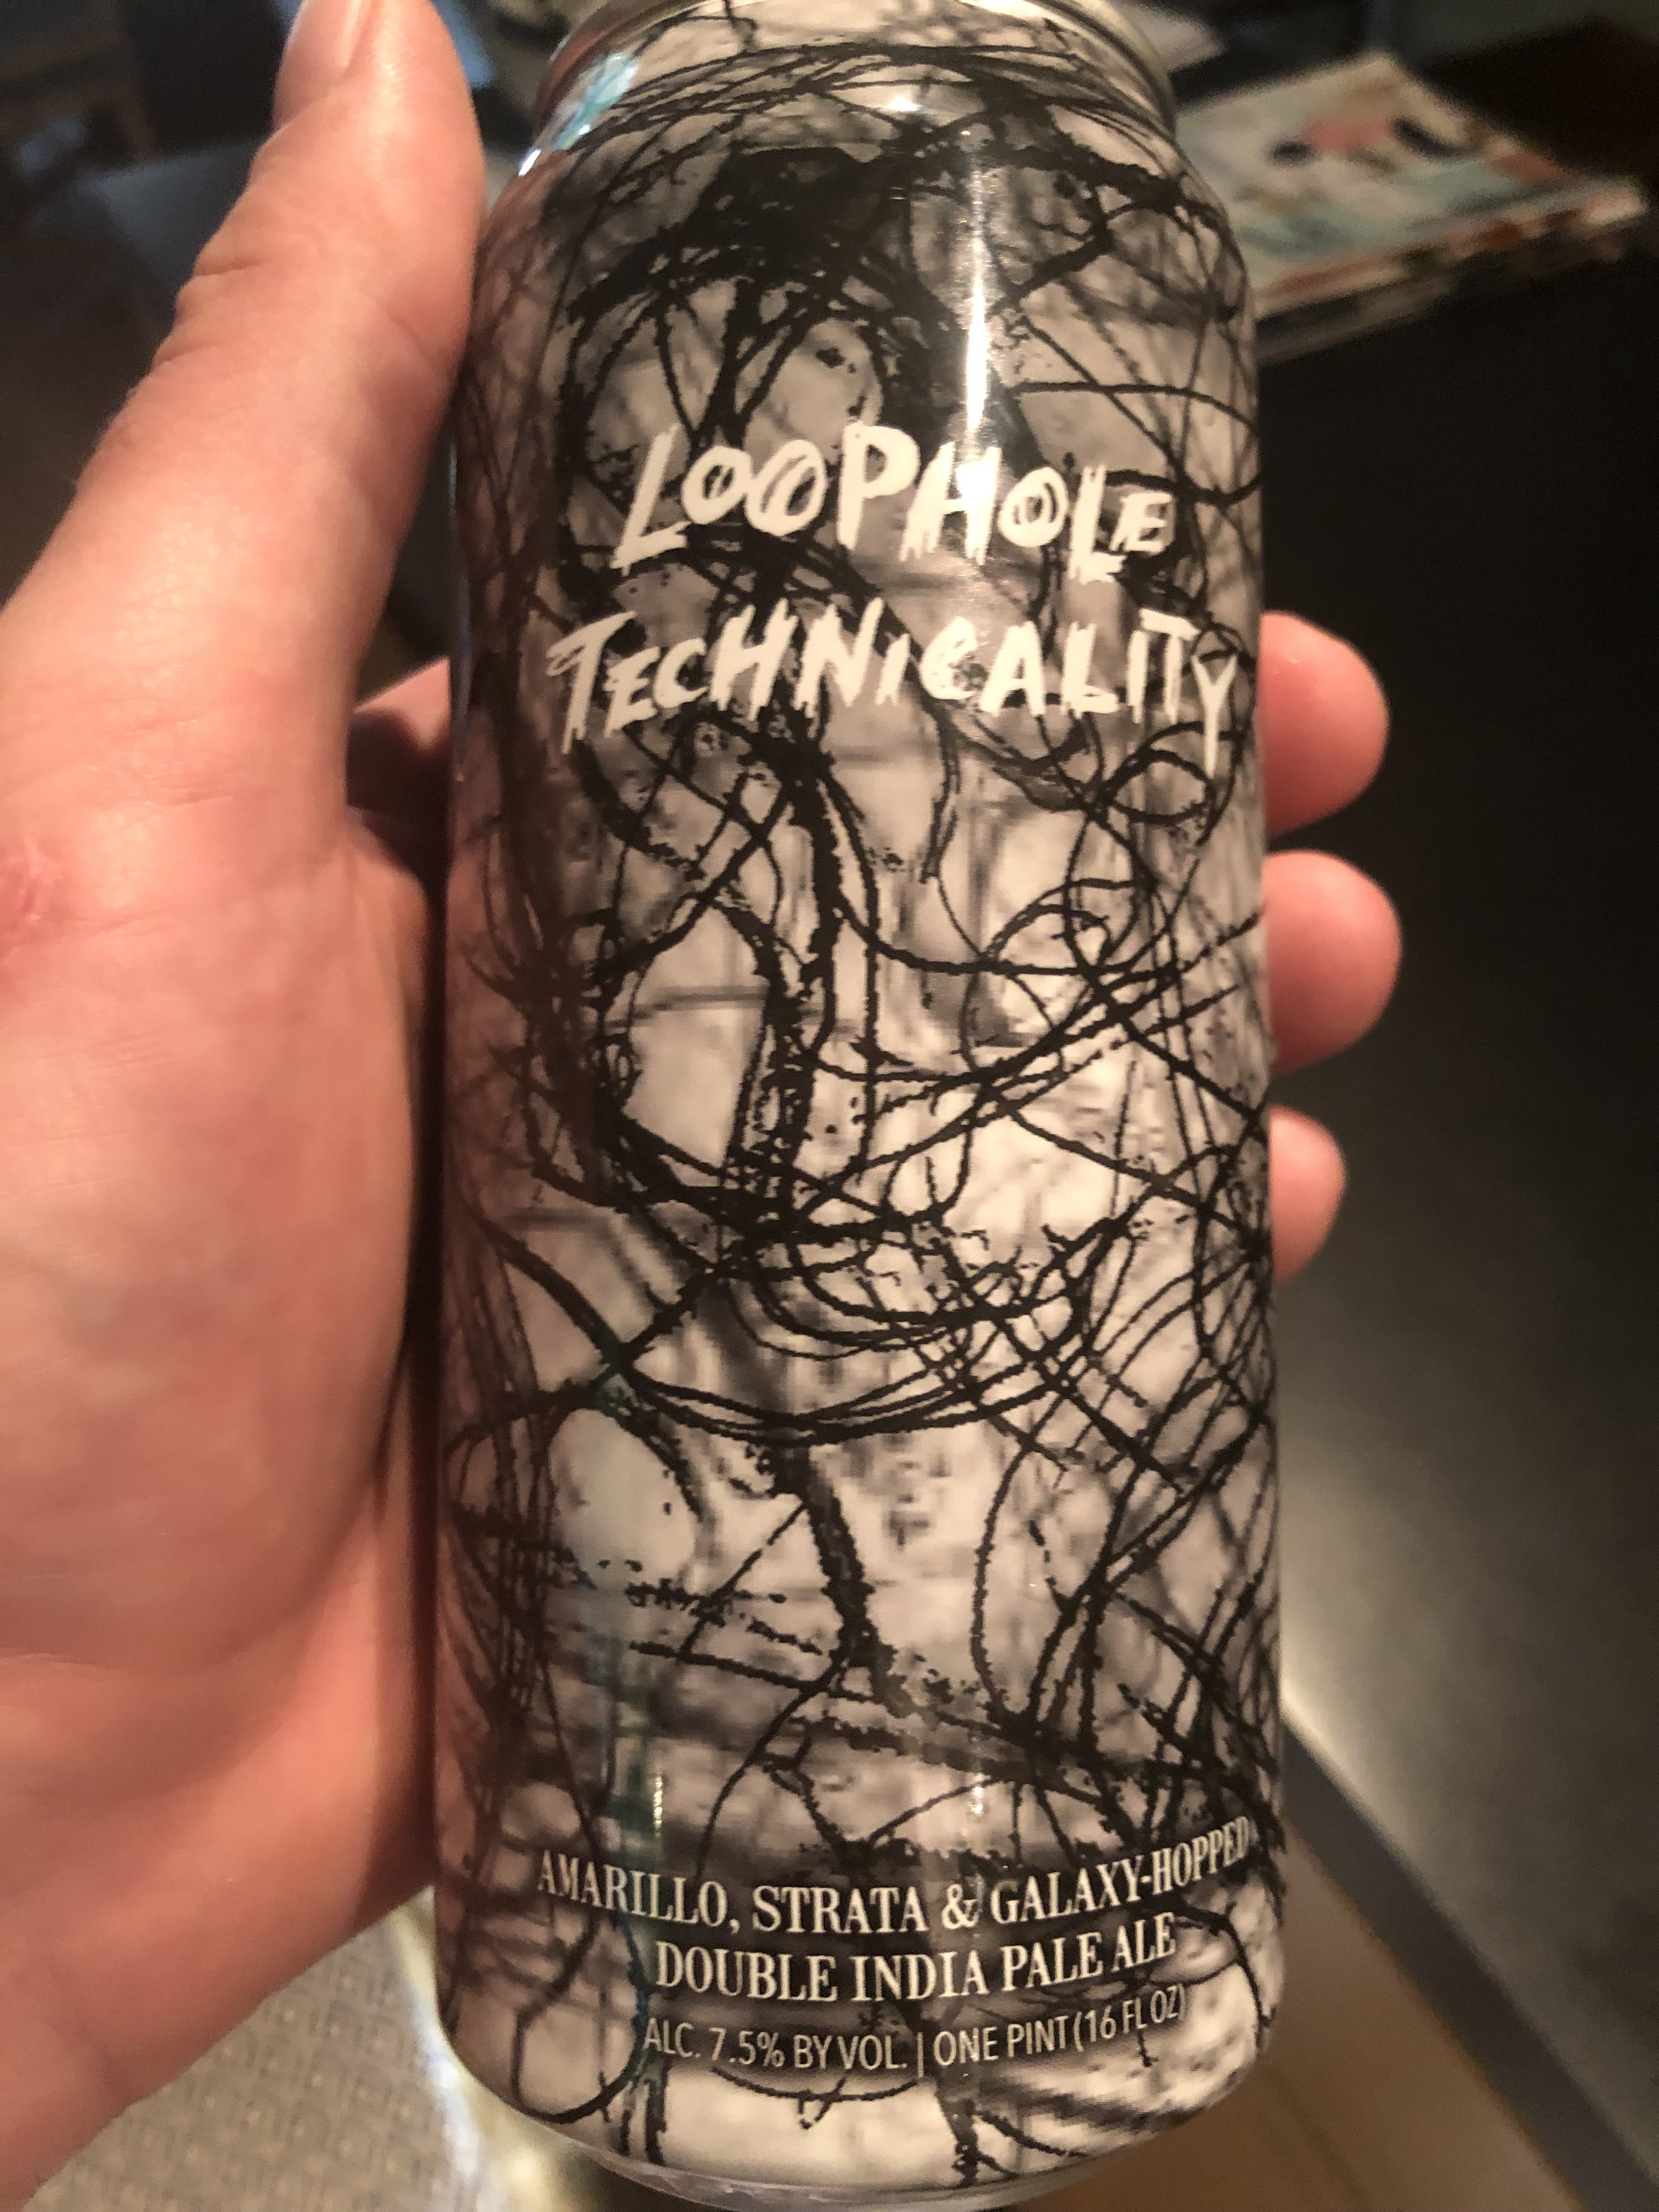 LOOPHOLE
TECHNICALITY
AMARILLO, STRATA & GALAXY-HOPPED
DOUBLE INDIA PALE ALE
ALC. 7.5% BY VOL. | ONE PINT (16 FL OZ)